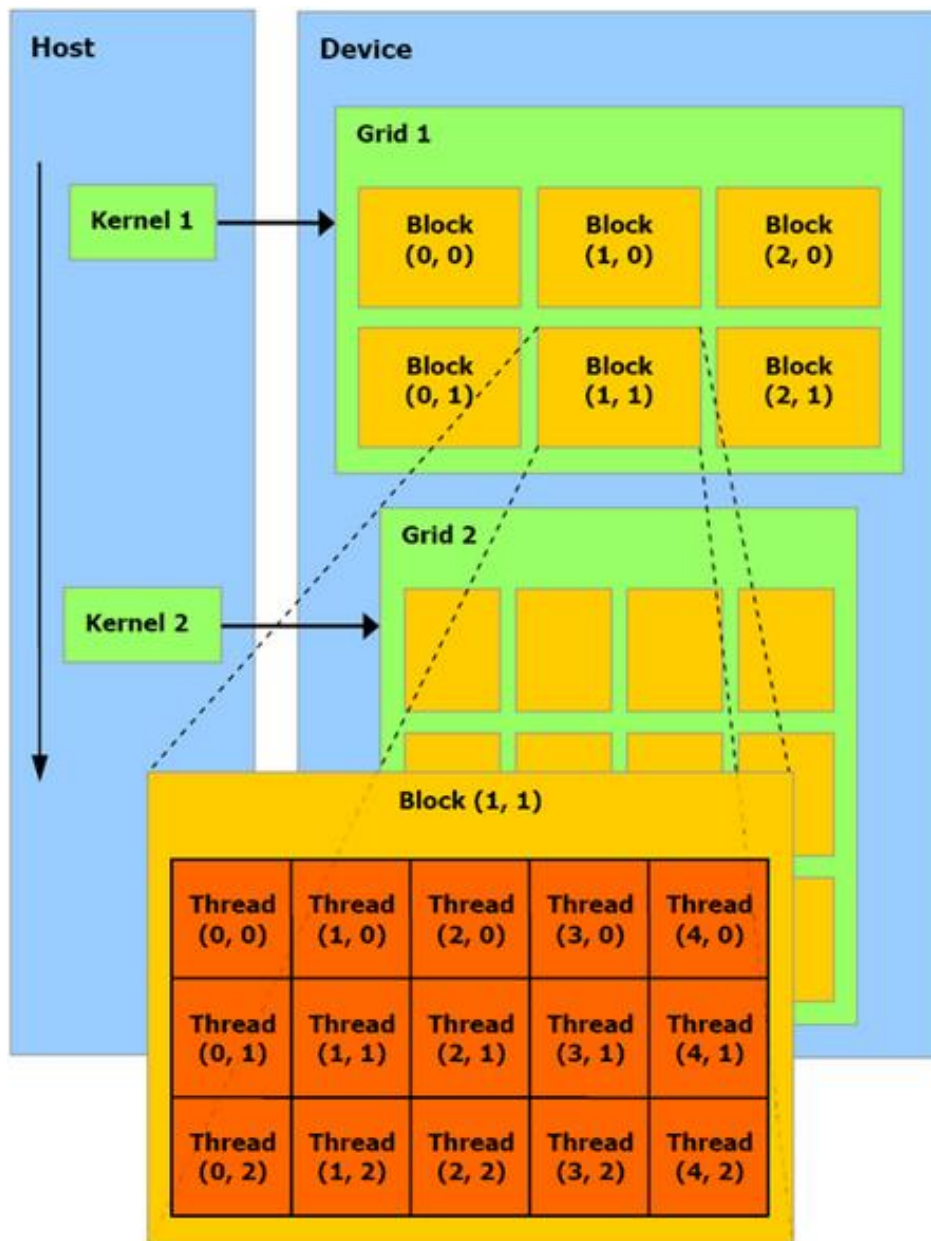 Host
Device
Grid 1
Kernel 1
Block
(0, 0)
Block
(1, 0)
Block
(2, 0)
Block
(0, 1)
Block
(1, 1)
Block
(2, 1)
Grid 2
Kernel 2
Block (1, 1)
Thread
(0, 0)
Thread
(1, 0)
Thread
(2, 0)
Thread
(3, 0)
Thread
(4, 0)
Thread
(0, 1)
Thread
(1, 1)
Thread
(2, 1)
Thread
(3, 1)
Thread
(4, 1)
Thread
(0, 2)
Thread
(1, 2)
Thread
(2, 2)
Thread
(3, 2)
Thread
(4, 2)